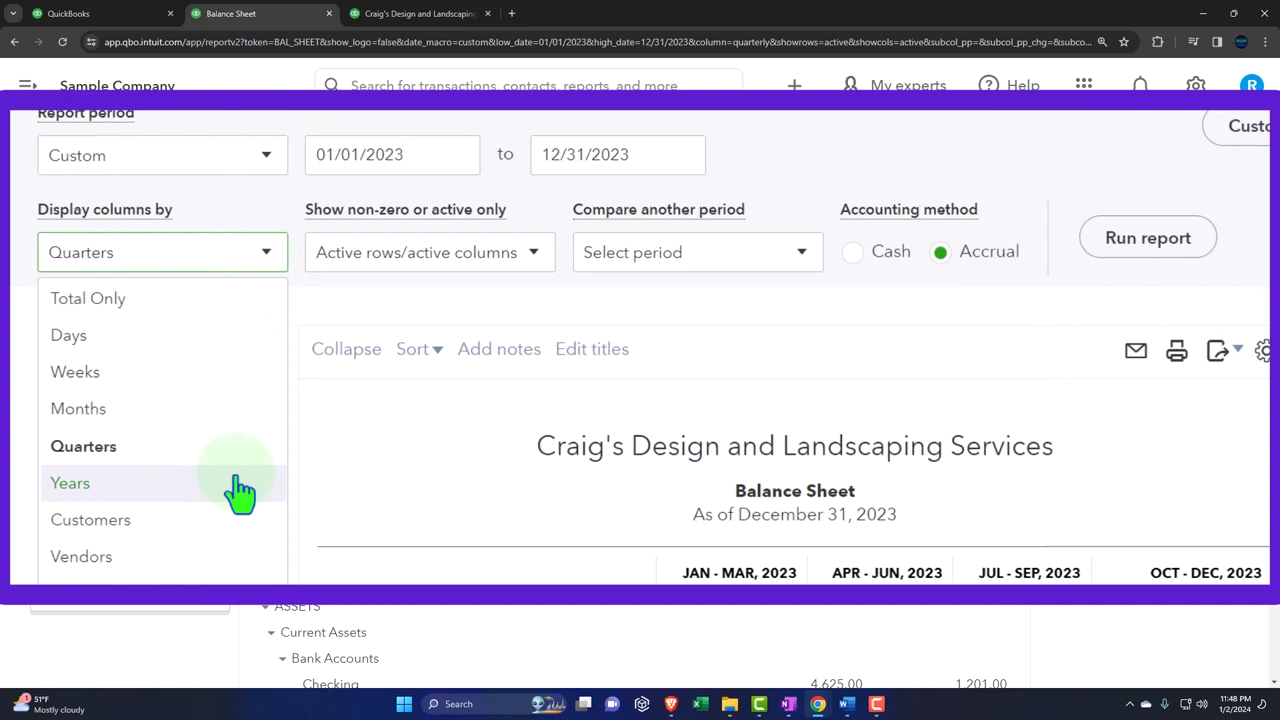 QuickBooks
Balance Sheet
Craig's Design and Landscaping
app.qbo.intuit.com/app/reportv2?token=BAL_SHEET&show_logo=false&date_macro=custom&low_date=01/01/2023&high_date=12/31/2023&column=quarterly&showrows=active&showcols=active&subcol_pp=&subcol_pp_chg=&subco...
Sample Company
Search for transactions, contacts, reports, and more
My experts
Help
R
Report period
Custom
01/01/2023 to 12/31/2023
Display columns by
Show non-zero or active only
Compare another period
Accounting method
Quarters
Active rows/active columns
Select period
Cash
Accrual
Run report
Total Only
Days
Weeks
Months
Quarters
Years
Customers
Vendors
Collapse Sort Add notes Edit titles
Craig's Design and Landscaping Services
Balance Sheet
As of December 31, 2023
JAN - MAR, 2023 APR - JUN, 2023 JUL - SEP, 2023 OCT - DEC, 2023
ASSETS
Current Assets
Bank Accounts
Checking 4,625.00 1,201.00
51°F
Mostly cloudy
Search
11:48 PM
1/2/2024